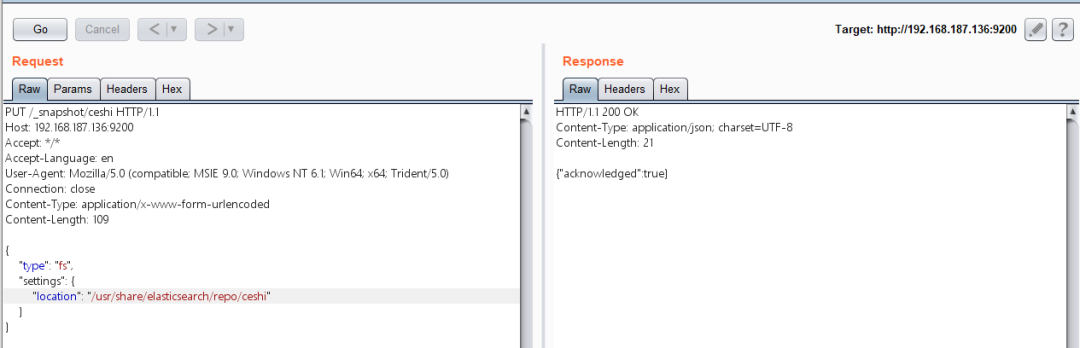 Go
Cancel
<
>
Target: http://192.168.187.136:9200
?
Request
Raw Params Headers Hex
PUT /_snapshot/ceshi HTTP/1.1
Host: 192.168.187.136:9200
Accept: */*
Accept-Language: en
User-Agent: Mozilla/5.0 (compatible; MSIE 9.0; Windows NT 6.1; Win64; x64; Trident/5.0)
Connection: close
Content-Type: application/x-www-form-urlencoded
Content-Length: 109
{
"type": "fs",
"settings": {
"location": "/usr/share/elasticsearch/repo/ceshi"
}
}
Response
Raw Headers Hex
HTTP/1.1 200 OK
Content-Type: application/json; charset=UTF-8
Content-Length: 21
{"acknowledged":true}